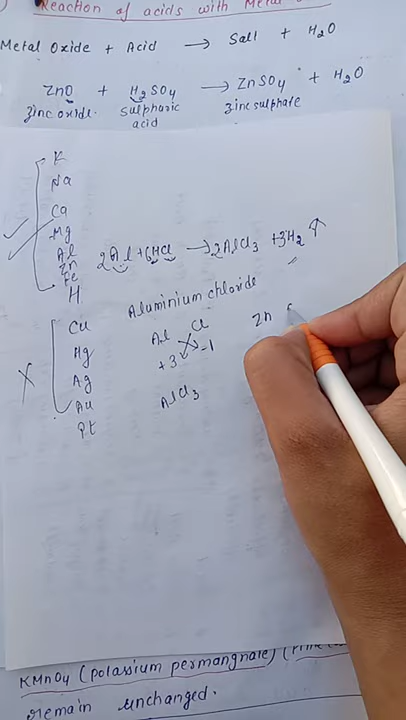 Reaction of acids with Metal
Metal Oxide + Acid → Salt + H2O
ZnO + H2SO4 → ZnSO4 + H2O
zinc oxide. sulphuric acid zinc sulphate
K
Na
Ca
Mg
Al
Zn
Fe
H
2Al + 6HCl → 2AlCl3 + 3H2 ↑
Aluminium chloride
Cu
Hg
Ag
Au
Pt
Al Cl
+3 -1
AlCl3
Zn
KMnO4 (potassium permangnate)
remain unchanged.